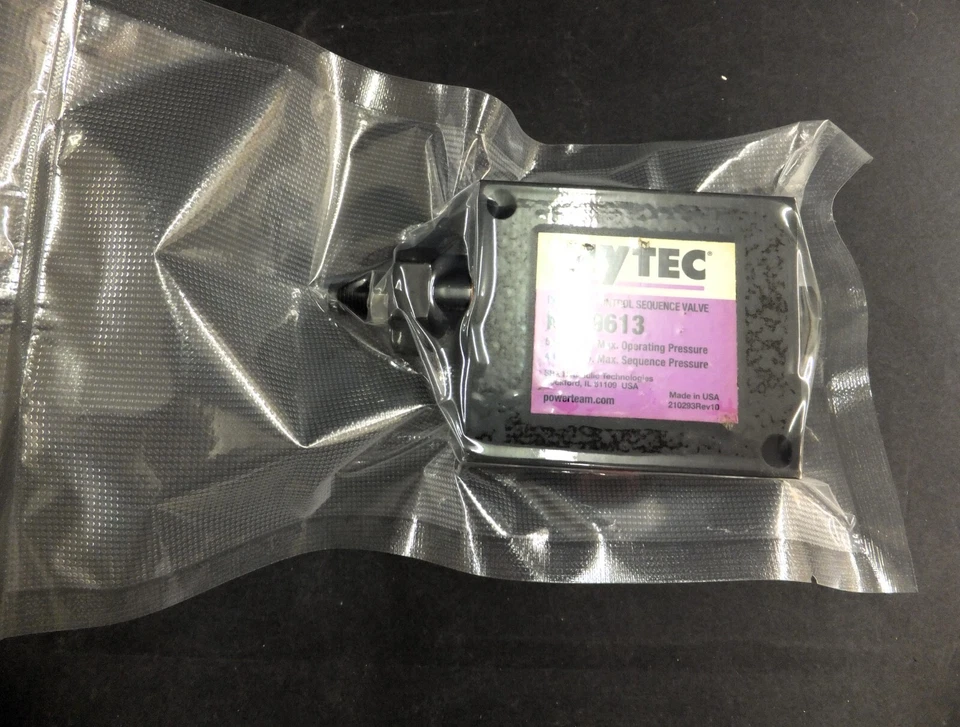 yTEC®
SEQUENCE VALVE
9613
Max. Operating Pressure
Max. Sequence Pressure
Technologies
IL 61109 USA
powerteam.com
Made in USA
210293Rev10